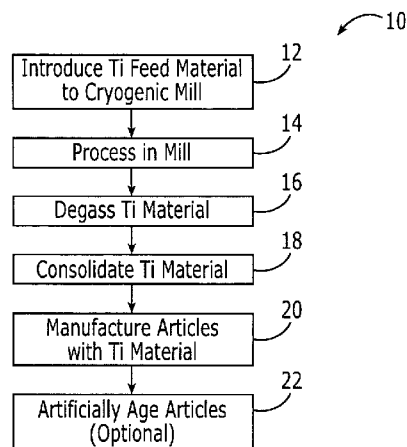 10
12
Introduce Ti Feed Material
to Cryogenic Mill
14
Process in Mill
16
Degass Ti Material
18
Consolidate Ti Material
20
Manufacture Articles
with Ti Material
22
Artificially Age Articles
(Optional)